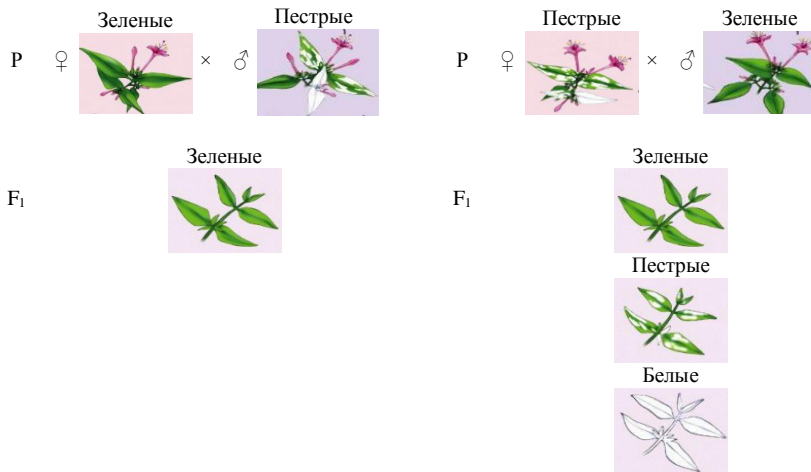 Зеленые Пестрые
P ♀ × ♂
Зеленые
F₁
Пестрые Зеленые
P ♀ × ♂
Зеленые
F₁
Пестрые
Белые